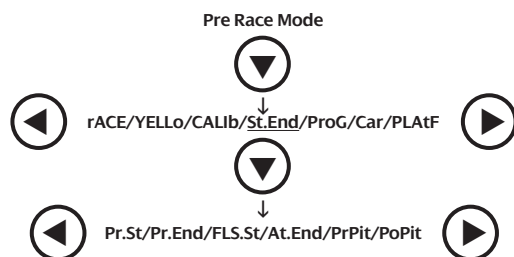 Pre Race Mode
rACE/YELLo/CALIb/St.End/ProG/Car/PLAtF
Pr.St/Pr.End/FLS.St/At.End/PrPit/PoPit